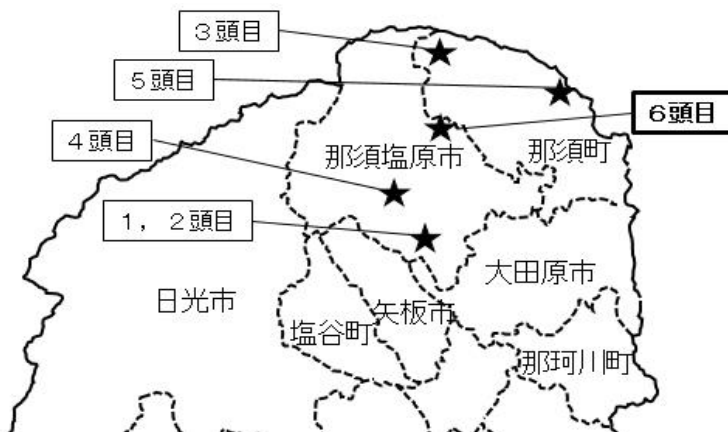 ３頭目
５頭目
６頭目
４頭目
那須塩原市
那須町
１，２頭目
大田原市
日光市
矢板市
塩谷町
那珂川町